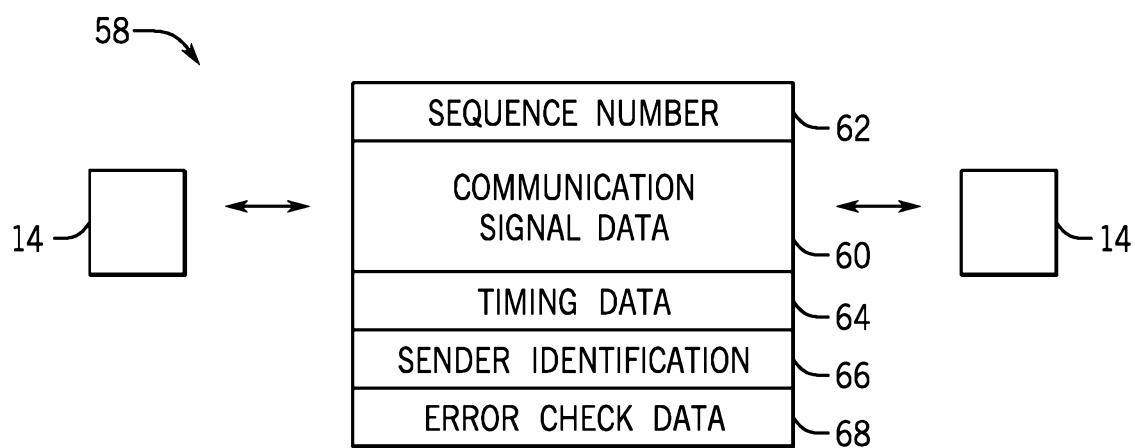 58
SEQUENCE NUMBER
62
COMMUNICATION
SIGNAL DATA
60
14
14
TIMING DATA
64
SENDER IDENTIFICATION
66
ERROR CHECK DATA
68